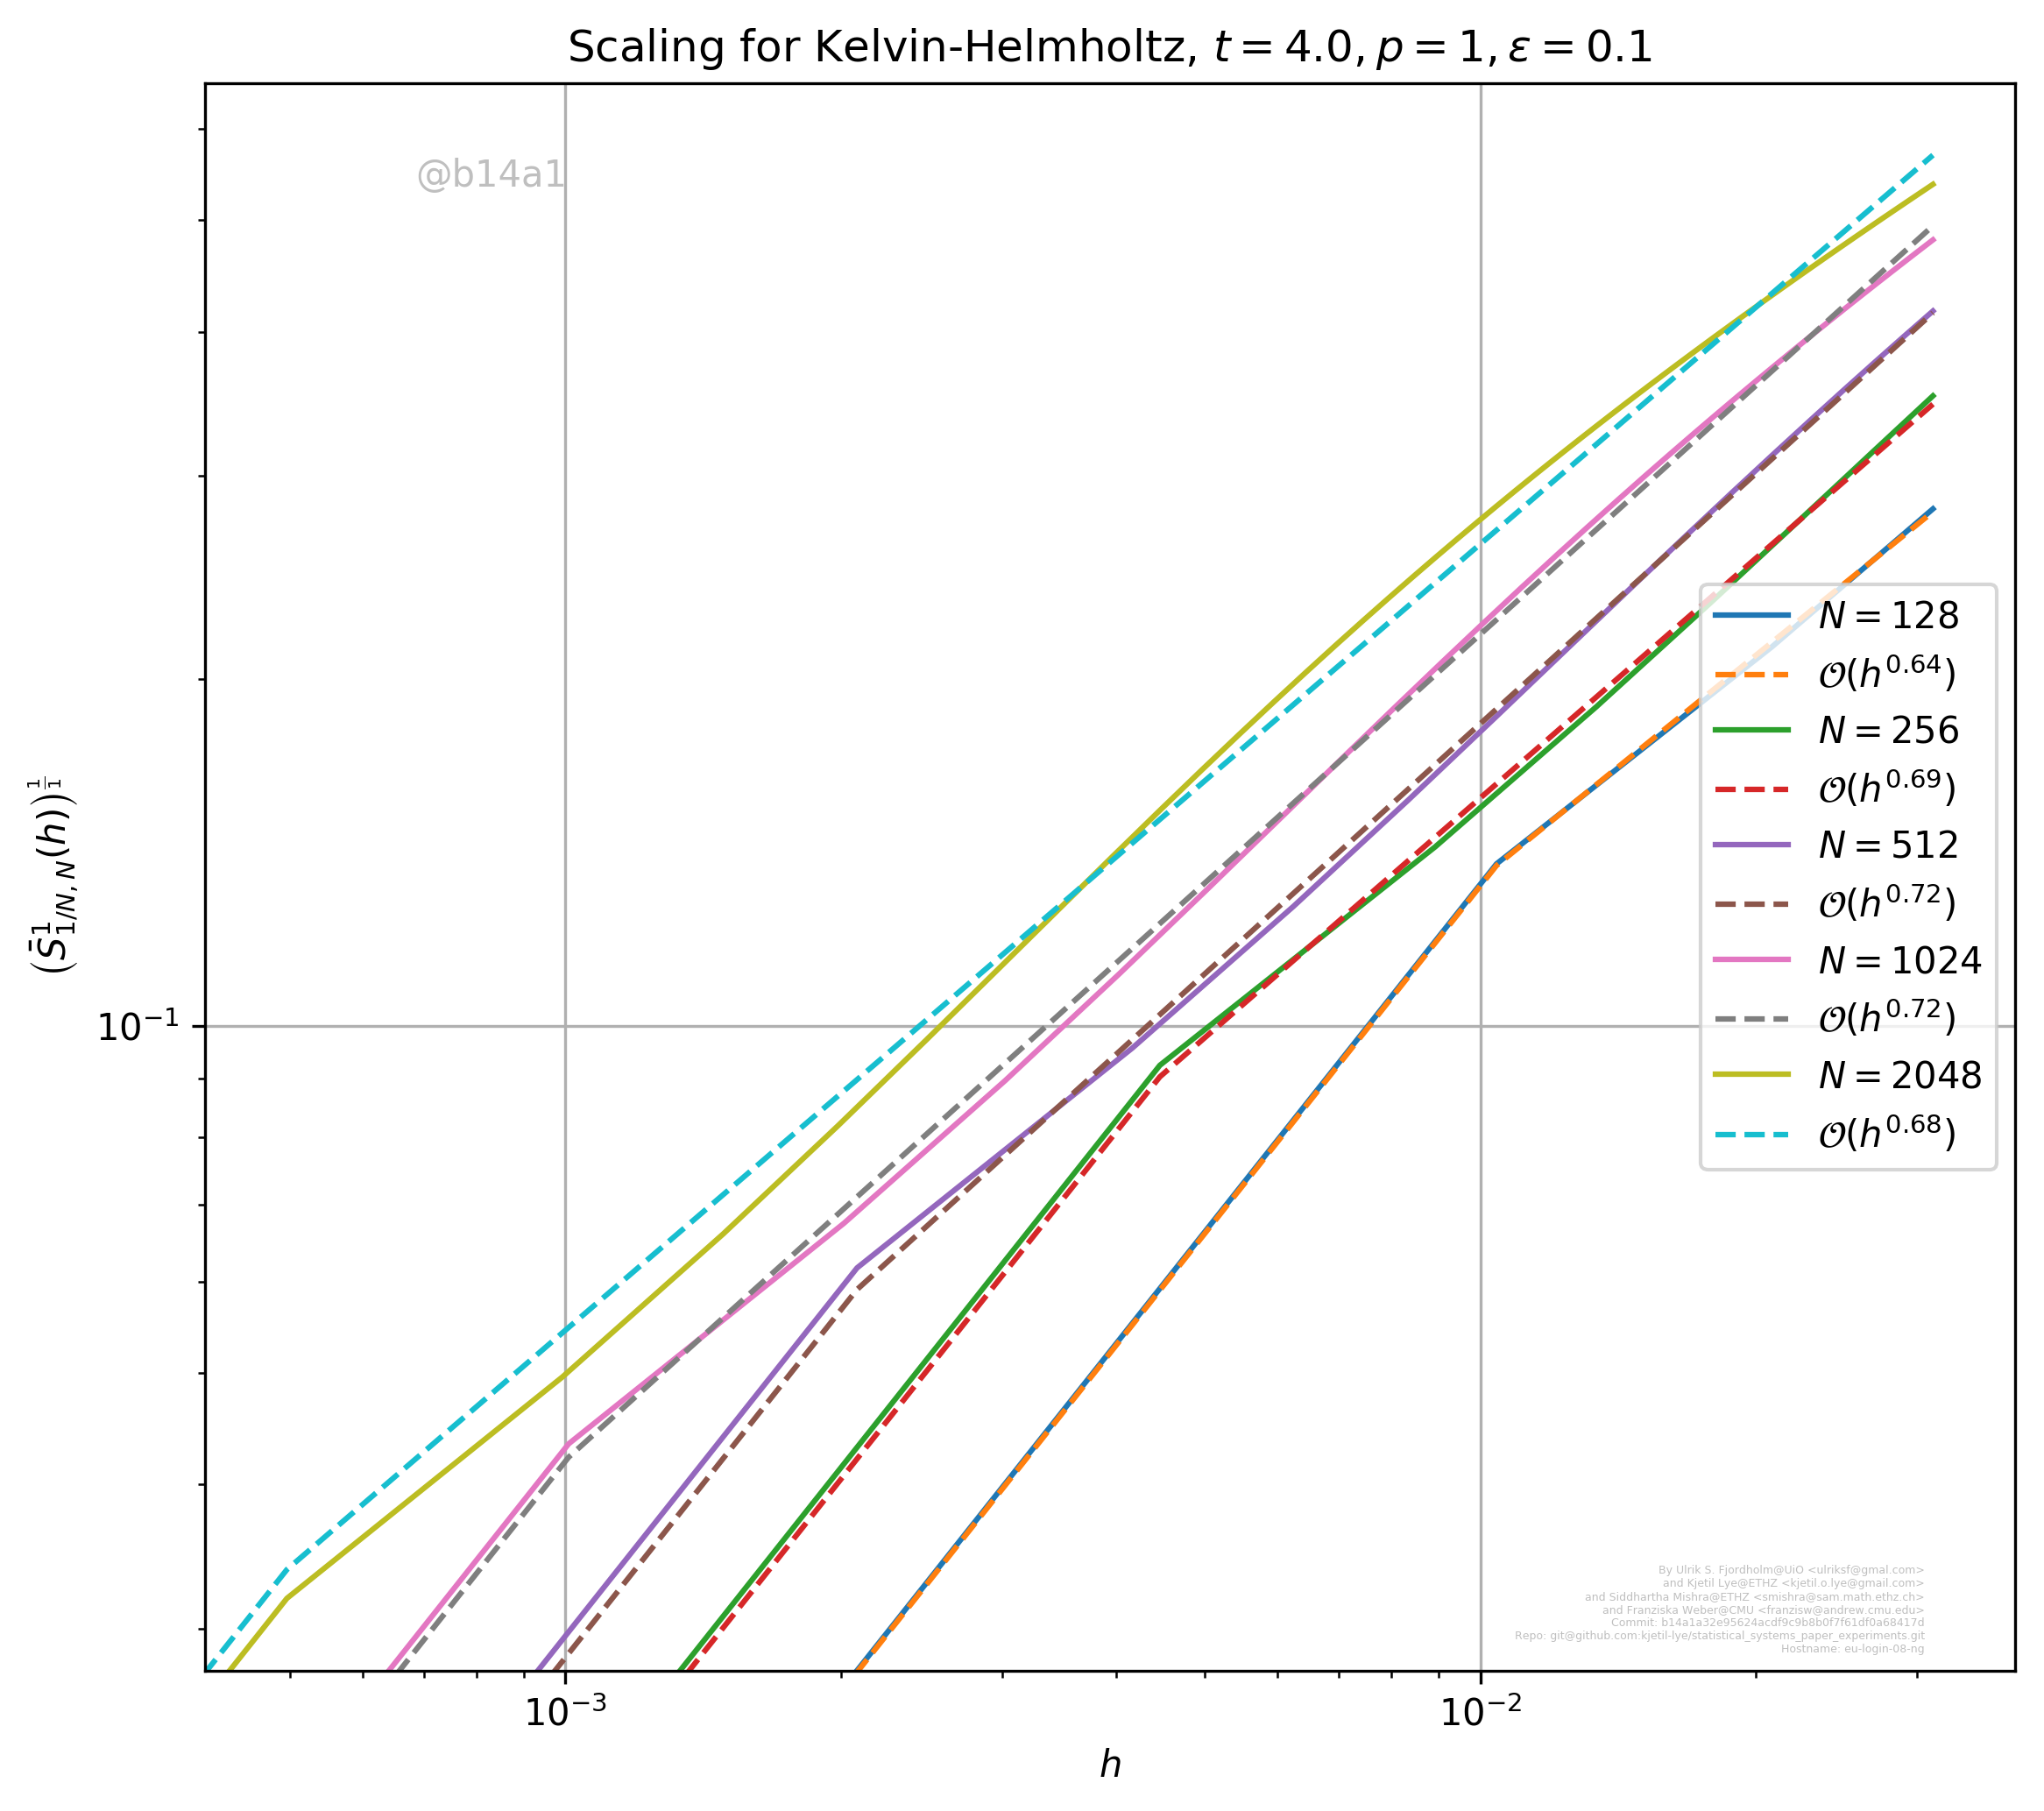 Scaling for Kelvin-Helmholtz, t = 4.0, p = 1, ε = 0.1
@b14a1
(S̄¹_{1/N, N}(h))^{1/1}
10⁻¹
N = 128
𝒪(h^{0.64})
N = 256
𝒪(h^{0.69})
N = 512
𝒪(h^{0.72})
N = 1024
𝒪(h^{0.72})
N = 2048
𝒪(h^{0.68})
By Ulrik S. Fjordholm@UiO <ulriksf@gmal.com>
and Kjetil Lye@ETHZ <kjetil.o.lye@gmail.com>
and Siddhartha Mishra@ETHZ <smishra@sam.math.ethz.ch>
and Franziska Weber@CMU <franzisw@andrew.cmu.edu>
Commit: b14a1a32e95624acdf9c9b8b0f7f61df0a68417d
Repo: git@github.com:kjetil-lye/statistical_systems_paper_experiments.git
Hostname: eu-login-08-ng
10⁻³
10⁻²
h